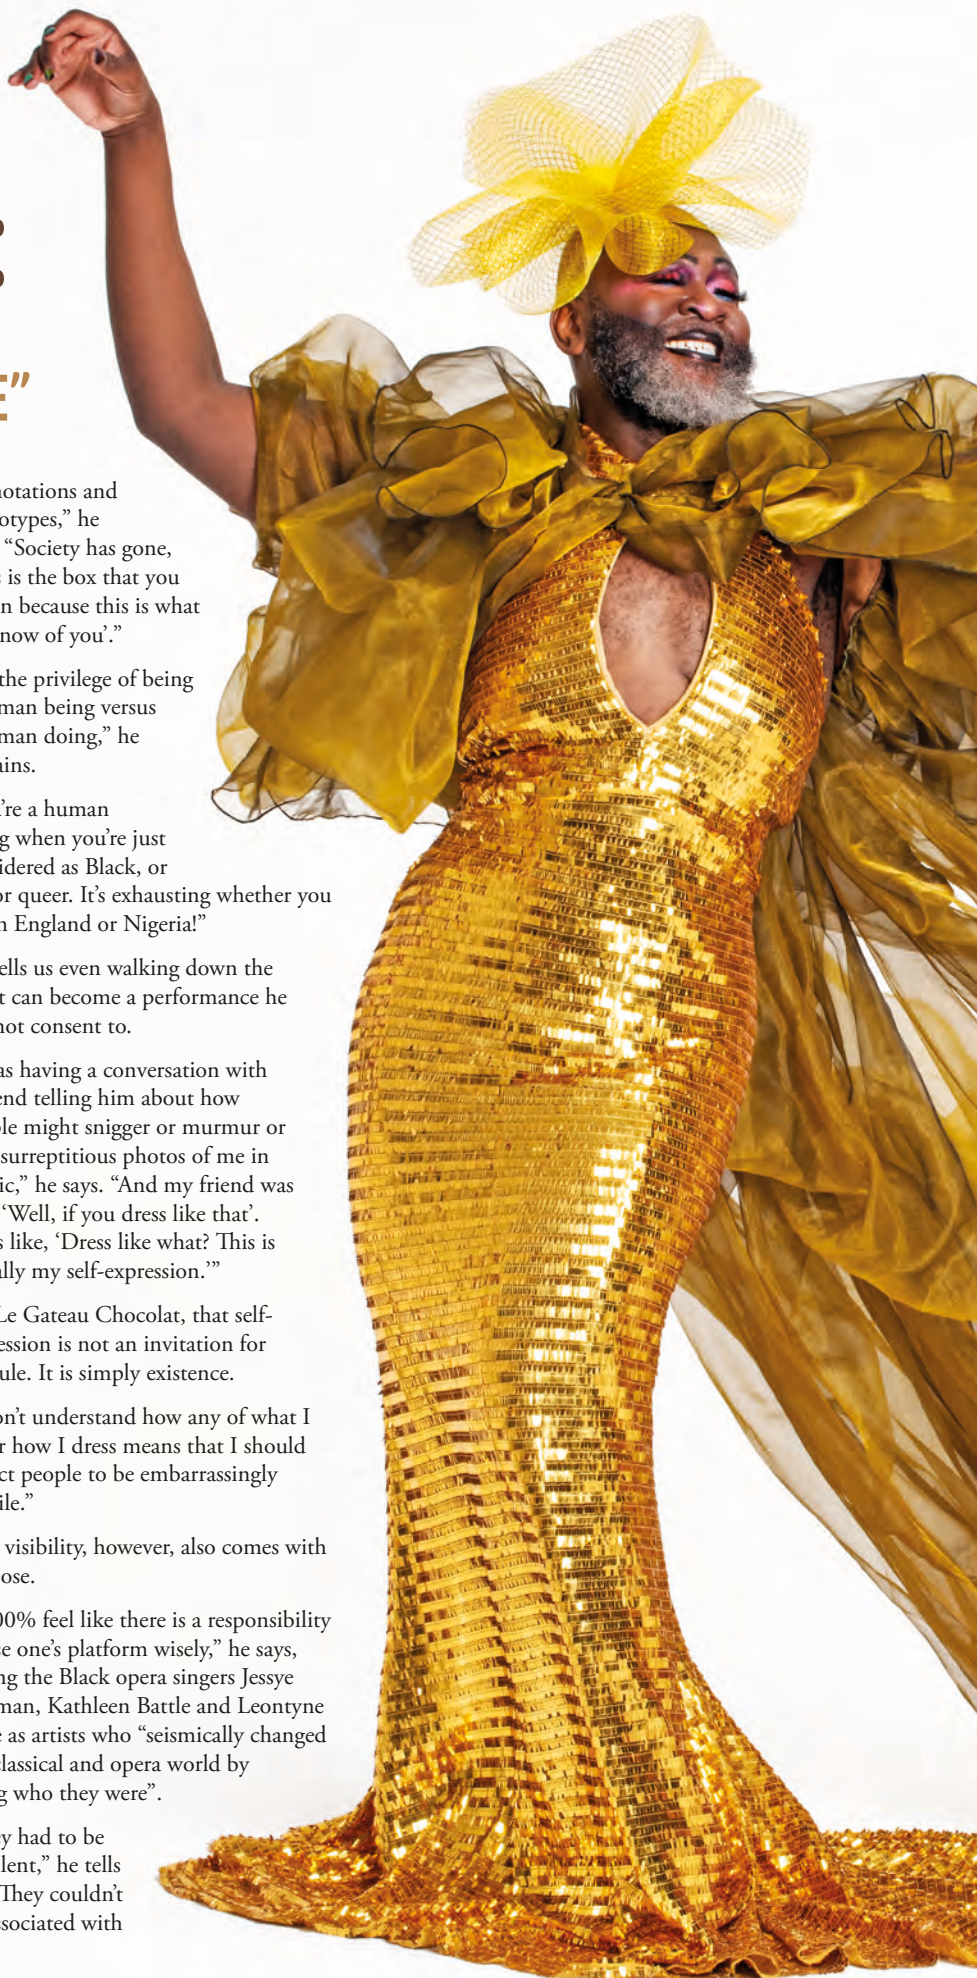 E”
notations and
otypes,” he
“Society has gone,
is the box that you
n because this is what
now of you’.”
the privilege of being
man being versus
man doing,” he
ains.
’re a human
g when you’re just
idered as Black, or
or queer. It’s exhausting whether you
n England or Nigeria!”
ells us even walking down the
t can become a performance he
not consent to.
as having a conversation with
end telling him about how
ple might snigger or murmur or
surreptitious photos of me in
ic,” he says. “And my friend was
‘Well, if you dress like that’.
s like, ‘Dress like what? This is
ally my self-expression.’”
Le Gateau Chocolat, that self-
ession is not an invitation for
ule. It is simply existence.
on’t understand how any of what I
r how I dress means that I should
ct people to be embarrassingly
ile.”
visibility, however, also comes with
ose.
00% feel like there is a responsibility
se one’s platform wisely,” he says,
ng the Black opera singers Jessye
man, Kathleen Battle and Leontyne
e as artists who “seismically changed
classical and opera world by
g who they were”.
ey had to be
lent,” he tells
They couldn’t
ssociated with